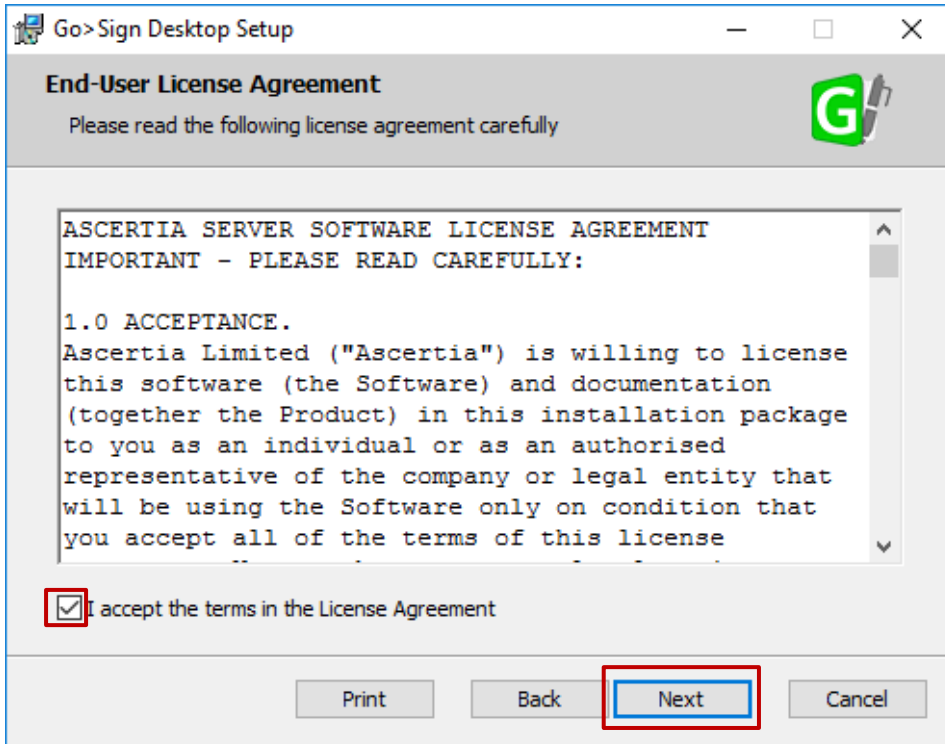 Go>Sign Desktop Setup
End-User License Agreement
Please read the following license agreement carefully
G
ASCERTIA SERVER SOFTWARE LICENSE AGREEMENT
IMPORTANT - PLEASE READ CAREFULLY:
1.0 ACCEPTANCE.
Ascertia Limited ("Ascertia") is willing to license
this software (the Software) and documentation
(together the Product) in this installation package
to you as an individual or as an authorised
representative of the company or legal entity that
will be using the Software only on condition that
you accept all of the terms of this license
I accept the terms in the License Agreement
Print Back Next Cancel